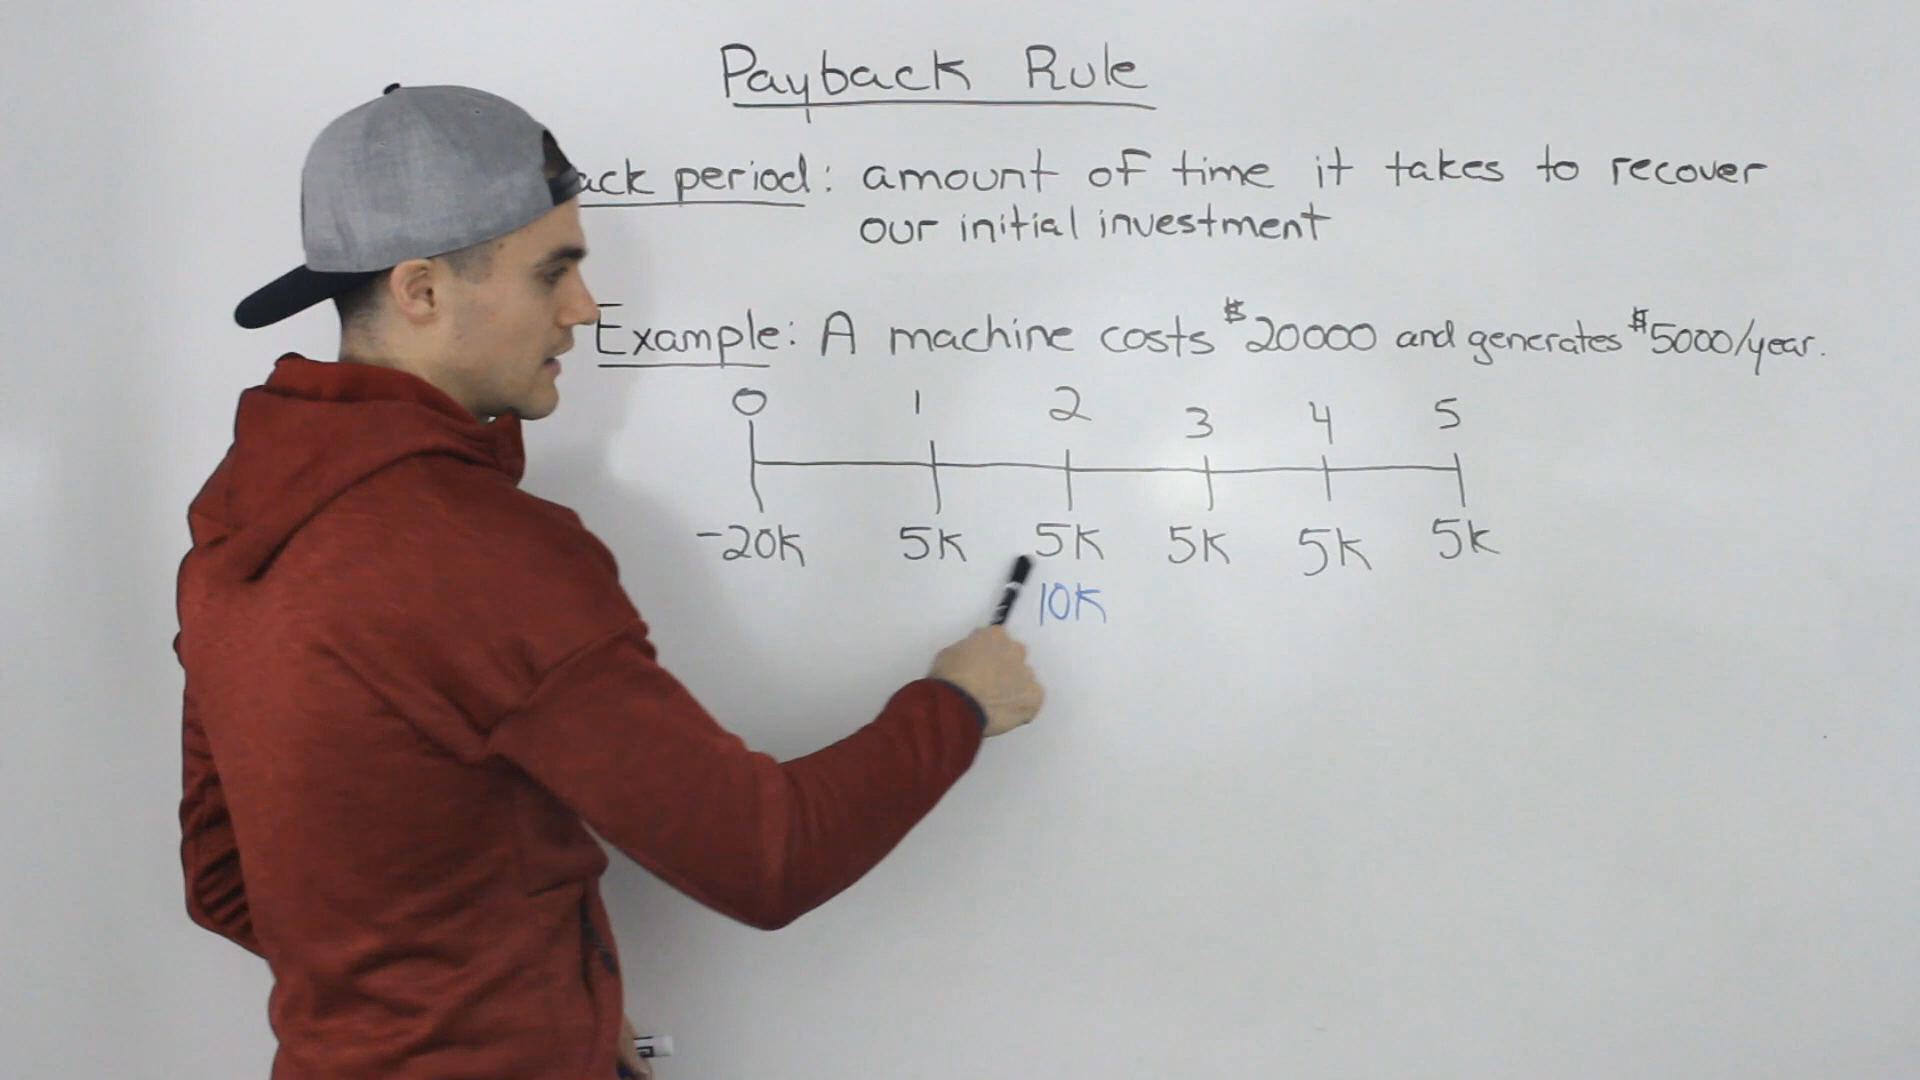 Payback Rule
ack period: amount of time it takes to recover
our initial investment
Example: A machine costs $20000 and generates $5000/year.
0 1 2 3 4 5
-20K 5K 5K 5K 5K 5K
10K